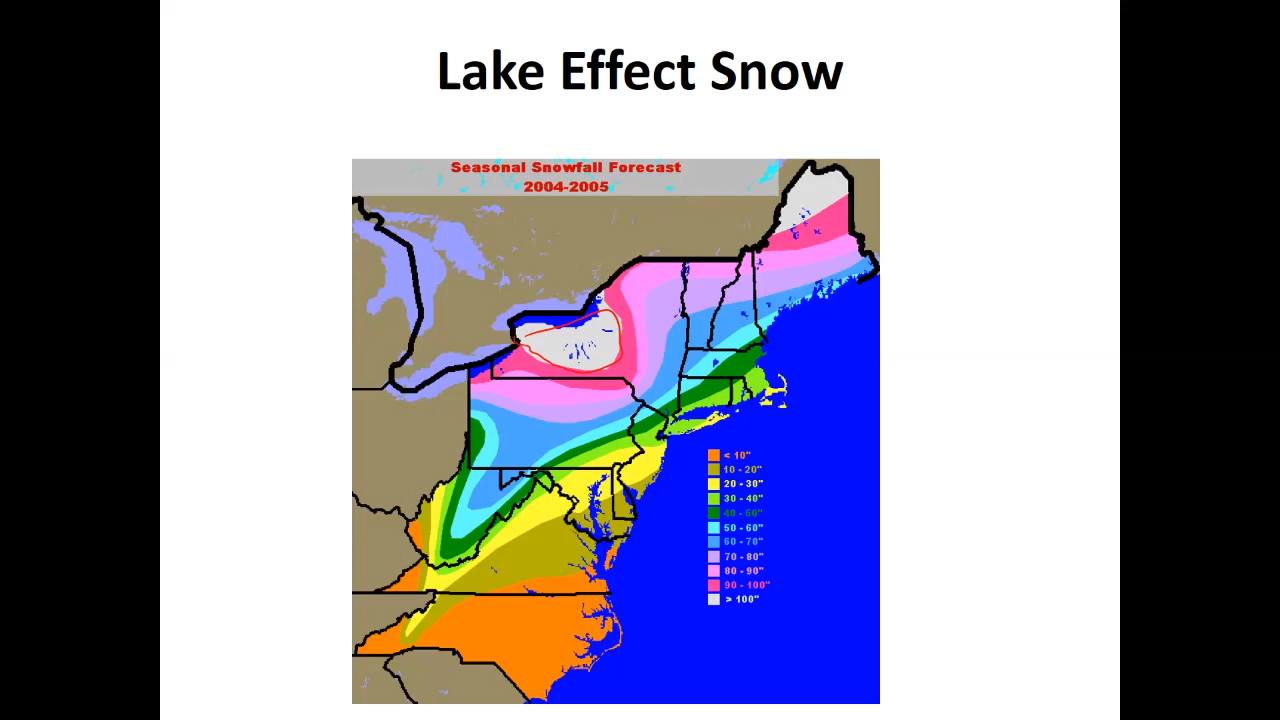 Lake Effect Snow
Seasonal Snowfall Forecast
2004-2005
< 10"
10 - 20"
20 - 30"
30 - 40"
40 - 50"
50 - 60"
60 - 70"
70 - 80"
80 - 90"
90 - 100"
> 100"